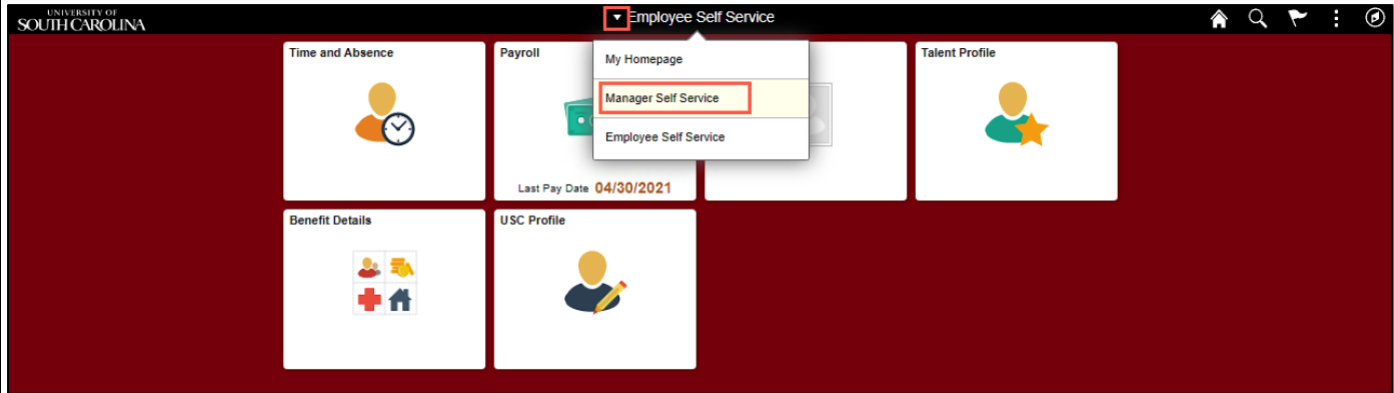 UNIVERSITY OF
SOUTH CAROLINA
Employee Self Service
Time and Absence
Payroll
My Homepage
Manager Self Service
Employee Self Service
Talent Profile
Last Pay Date 04/30/2021
Benefit Details
USC Profile